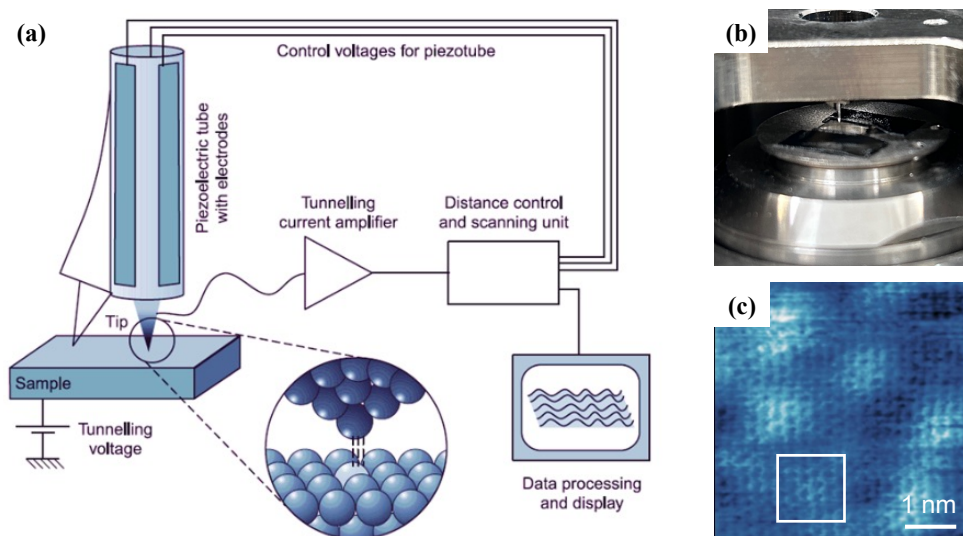 (a)
Control voltages for piezotube
Piezoelectric tube
with electrodes
Tunnelling
current amplifier
Distance control
and scanning unit
Tip
Sample
Tunnelling
voltage
Data processing
and display
(b)
(c)
1 nm